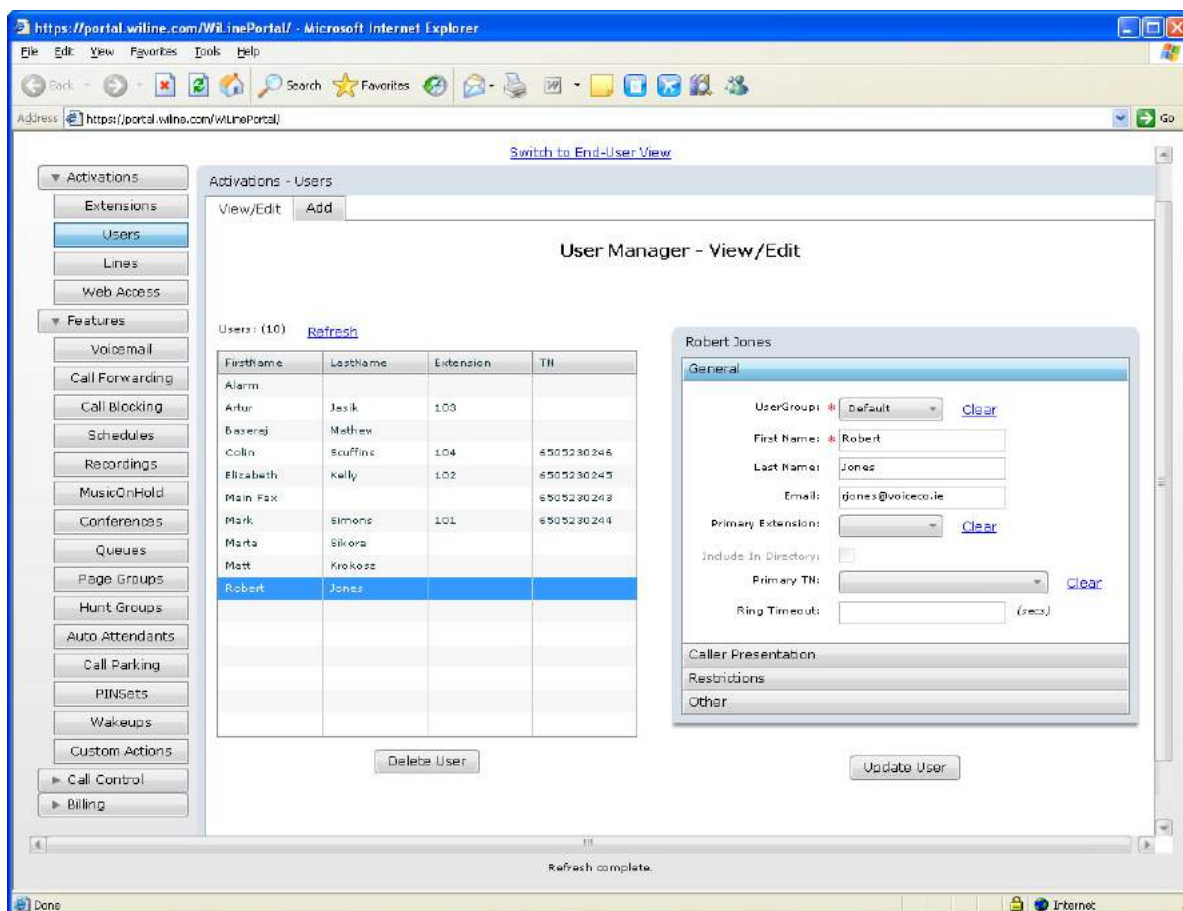 https://portal.wiline.com/WiLinePortal/ - Microsoft Internet Explorer
File Edit View Favorites Tools Help
Back Search Favorites
Address https://portal.wiline.com/WiLinePortal/ Go
Switch to End-User View
Activations
Extensions
Users
Lines
Web Access
Features
Voicemail
Call Forwarding
Call Blocking
Schedules
Recordings
MusicOnHold
Conferences
Queues
Page Groups
Hunt Groups
Auto Attendants
Call Parking
PINSets
Wakeups
Custom Actions
Call Control
Billing
Activations - Users
View/Edit Add
User Manager - View/Edit
Users: (10) Refresh
FirstName LastName Extension TN
Alarm
Artur Jasik 103
Baseraj Mathew
Colin Scuffins 104 6505230246
Elizabeth Kelly 102 6505230245
Main Fax 6505230243
Mark Simons 101 6505230244
Marta Sikora
Matt Krokosz
Robert Jones
Delete User
Robert Jones
General
UserGroup: * Default Clear
First Name: * Robert
Last Name: Jones
Email: rjones@voiceco.ie
Primary Extension: Clear
Include In Directory:
Primary TN: Clear
Ring Timeout: (secs)
Caller Presentation
Restrictions
Other
Update User
Refresh complete.
Done Internet